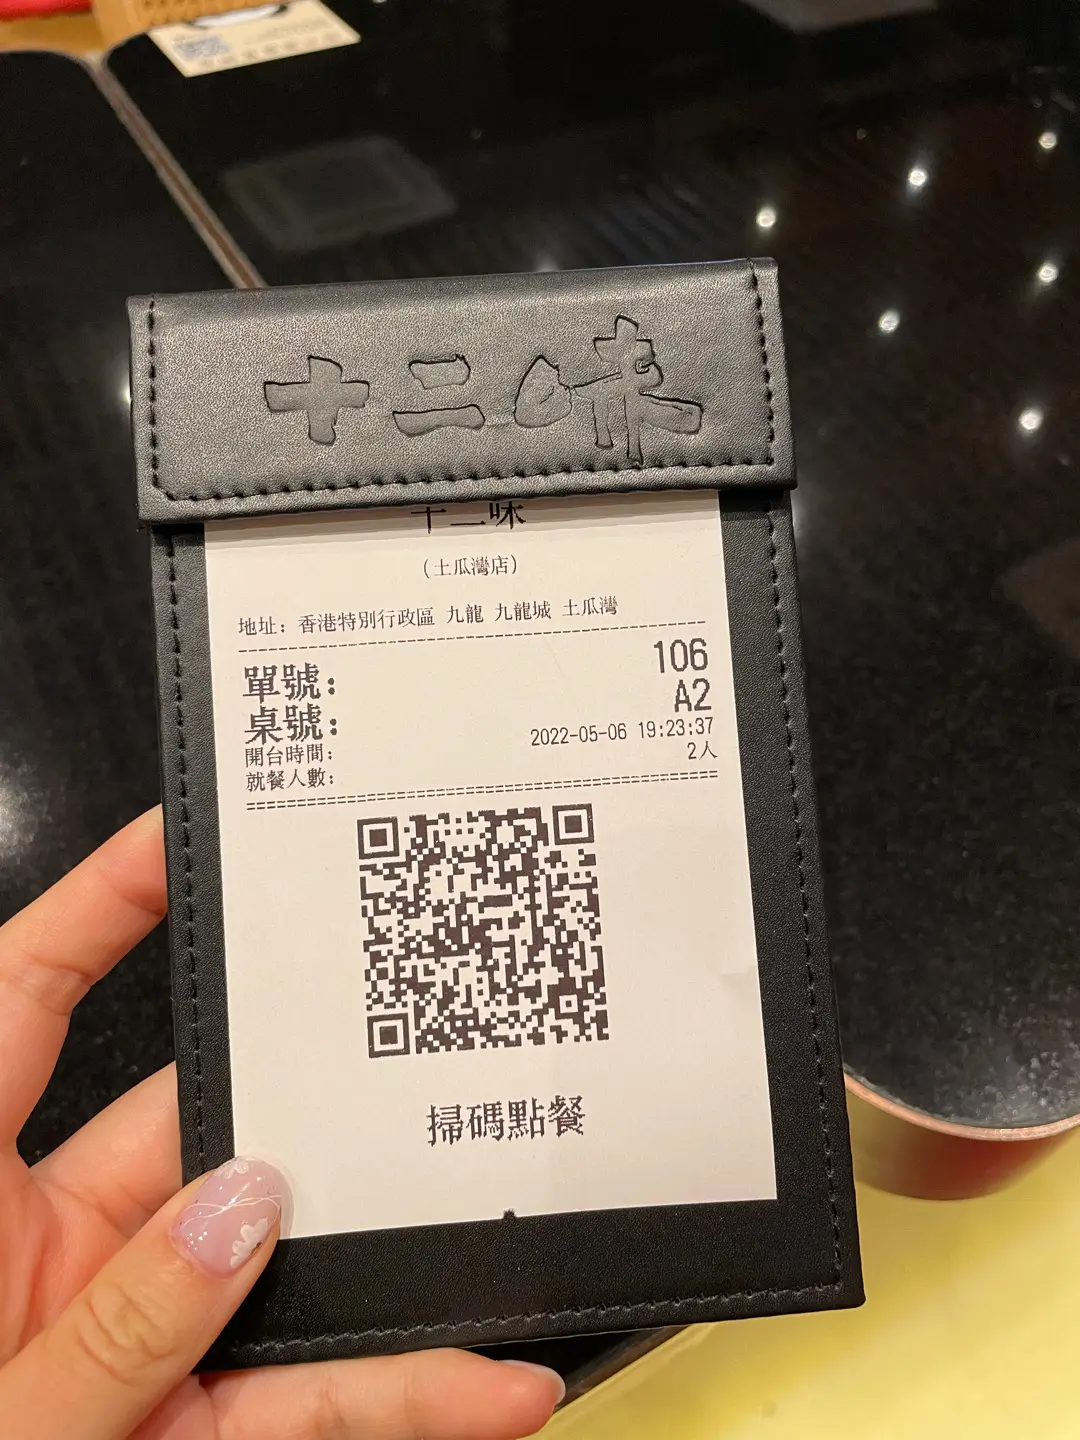 十二味
十二味
(土瓜灣店)
地址: 香港特別行政區 九龍 九龍城 土瓜灣
單號: 106
桌號: A2
開台時間: 2022-05-06 19:23:37
就餐人數: 2人
掃碼點餐